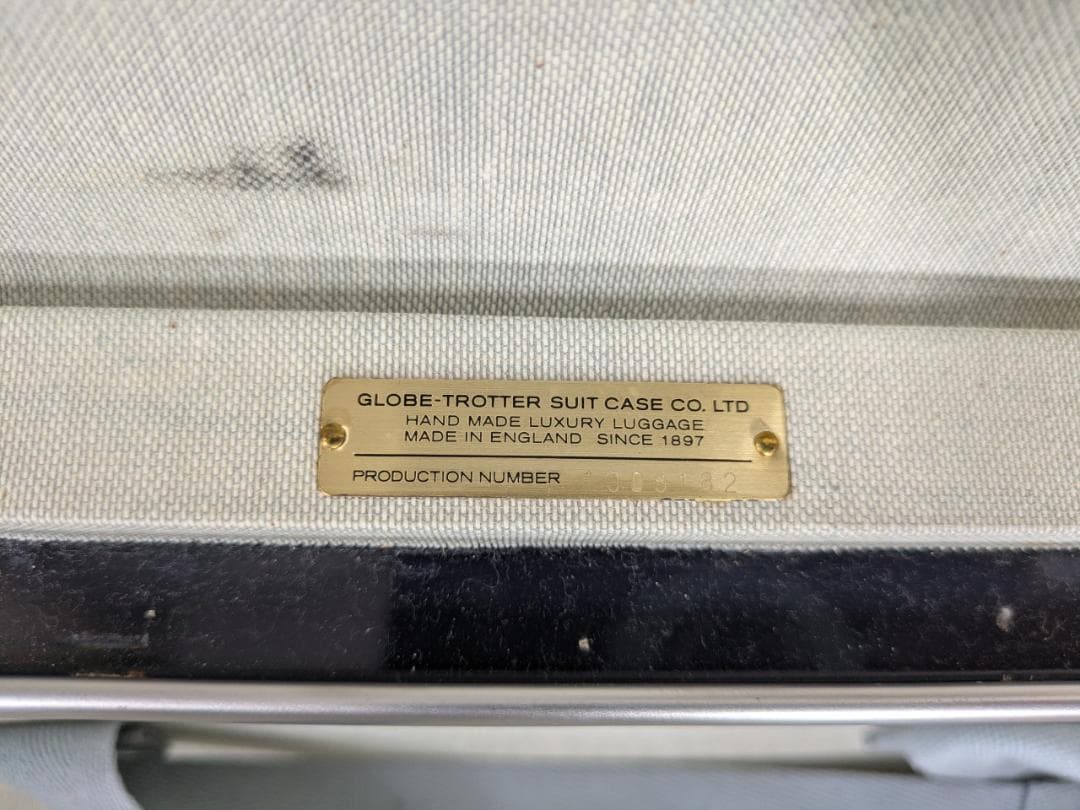 GLOBE-TROTTER SUIT CASE CO. LTD
HAND MADE LUXURY LUGGAGE
MADE IN ENGLAND SINCE 1897
PRODUCTION NUMBER